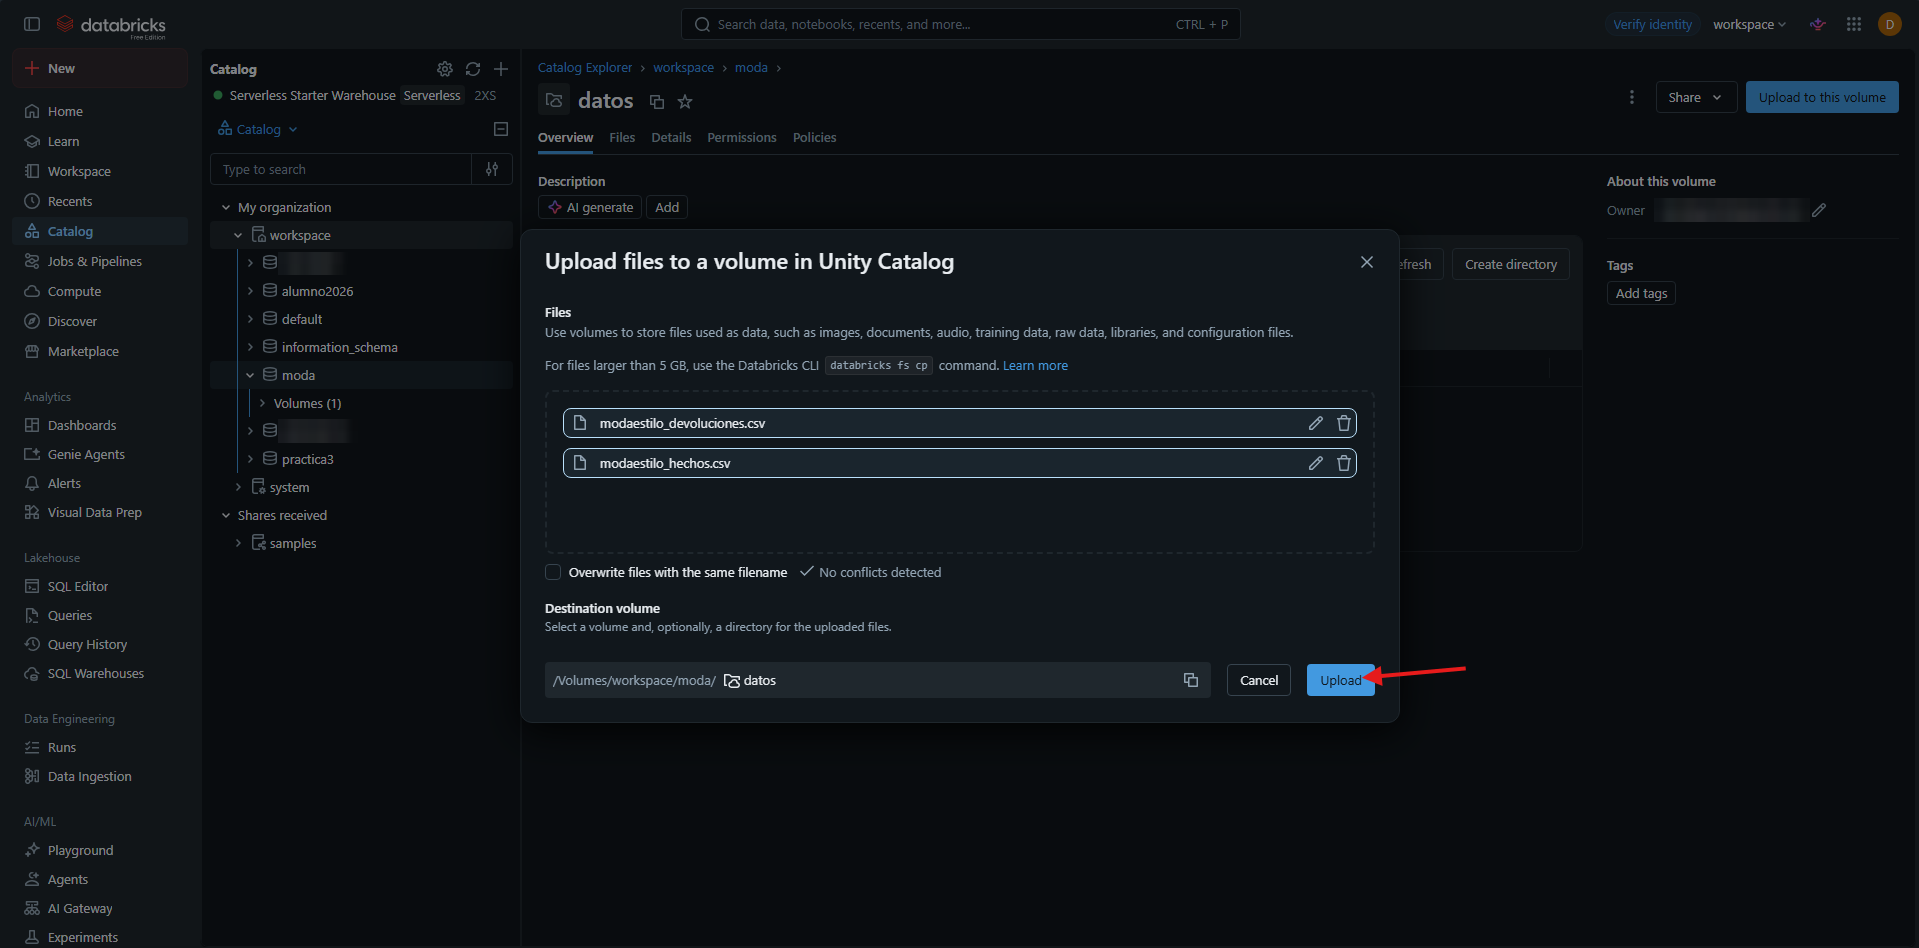 databricks
Free Edition
Search data, notebooks, recents, and more...
CTRL + P
Verify identity
workspace
D
New
Home
Learn
Workspace
Recents
Catalog
Jobs & Pipelines
Compute
Discover
Marketplace
Analytics
Dashboards
Genie Agents
Alerts
Visual Data Prep
Lakehouse
SQL Editor
Queries
Query History
SQL Warehouses
Data Engineering
Runs
Data Ingestion
AI/ML
Playground
Agents
AI Gateway
Experiments
Catalog
Serverless Starter Warehouse Serverless 2XS
Catalog
Type to search
My organization
workspace
alumno2026
default
information_schema
moda
Volumes (1)
practica3
system
Shares received
samples
Catalog Explorer > workspace > moda >
datos
Share
Upload to this volume
Overview Files Details Permissions Policies
Description
AI generate Add
efresh
Create directory
About this volume
Owner
Tags
Add tags
Upload files to a volume in Unity Catalog
Files
Use volumes to store files used as data, such as images, documents, audio, training data, raw data, libraries, and configuration files.
For files larger than 5 GB, use the Databricks CLI databricks fs cp command. Learn more
modaestilo_devoluciones.csv
modaestilo_hechos.csv
Overwrite files with the same filename No conflicts detected
Destination volume
Select a volume and, optionally, a directory for the uploaded files.
/Volumes/workspace/moda/ datos
Cancel
Upload